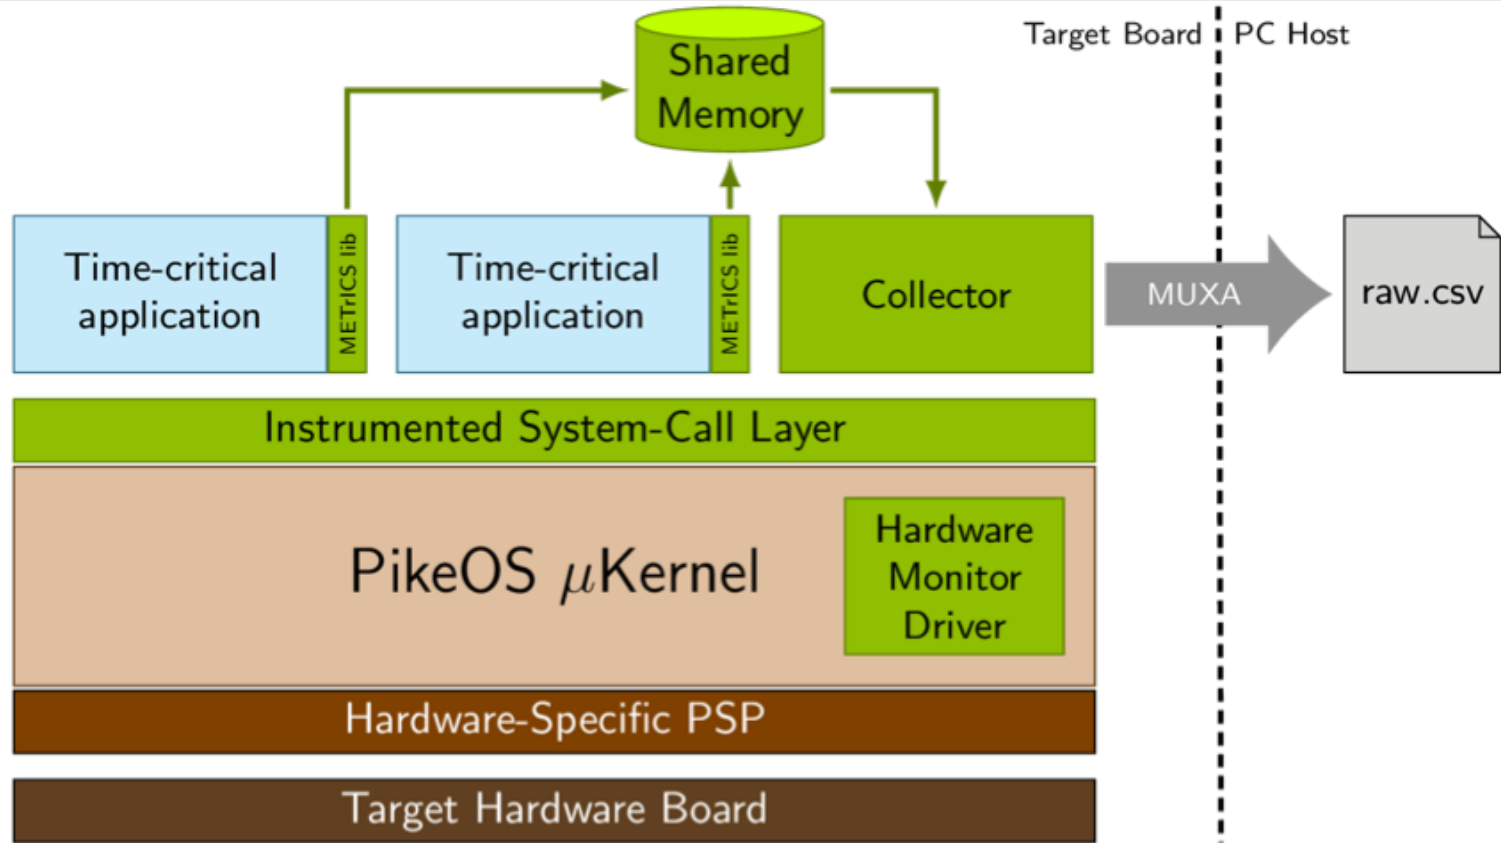 Target Board
PC Host
Shared
Memory
Time-critical
application
METrICS lib
Time-critical
application
METrICS lib
Collector
MUXA
raw.csv
Instrumented System-Call Layer
PikeOS μKernel
Hardware
Monitor
Driver
Hardware-Specific PSP
Target Hardware Board